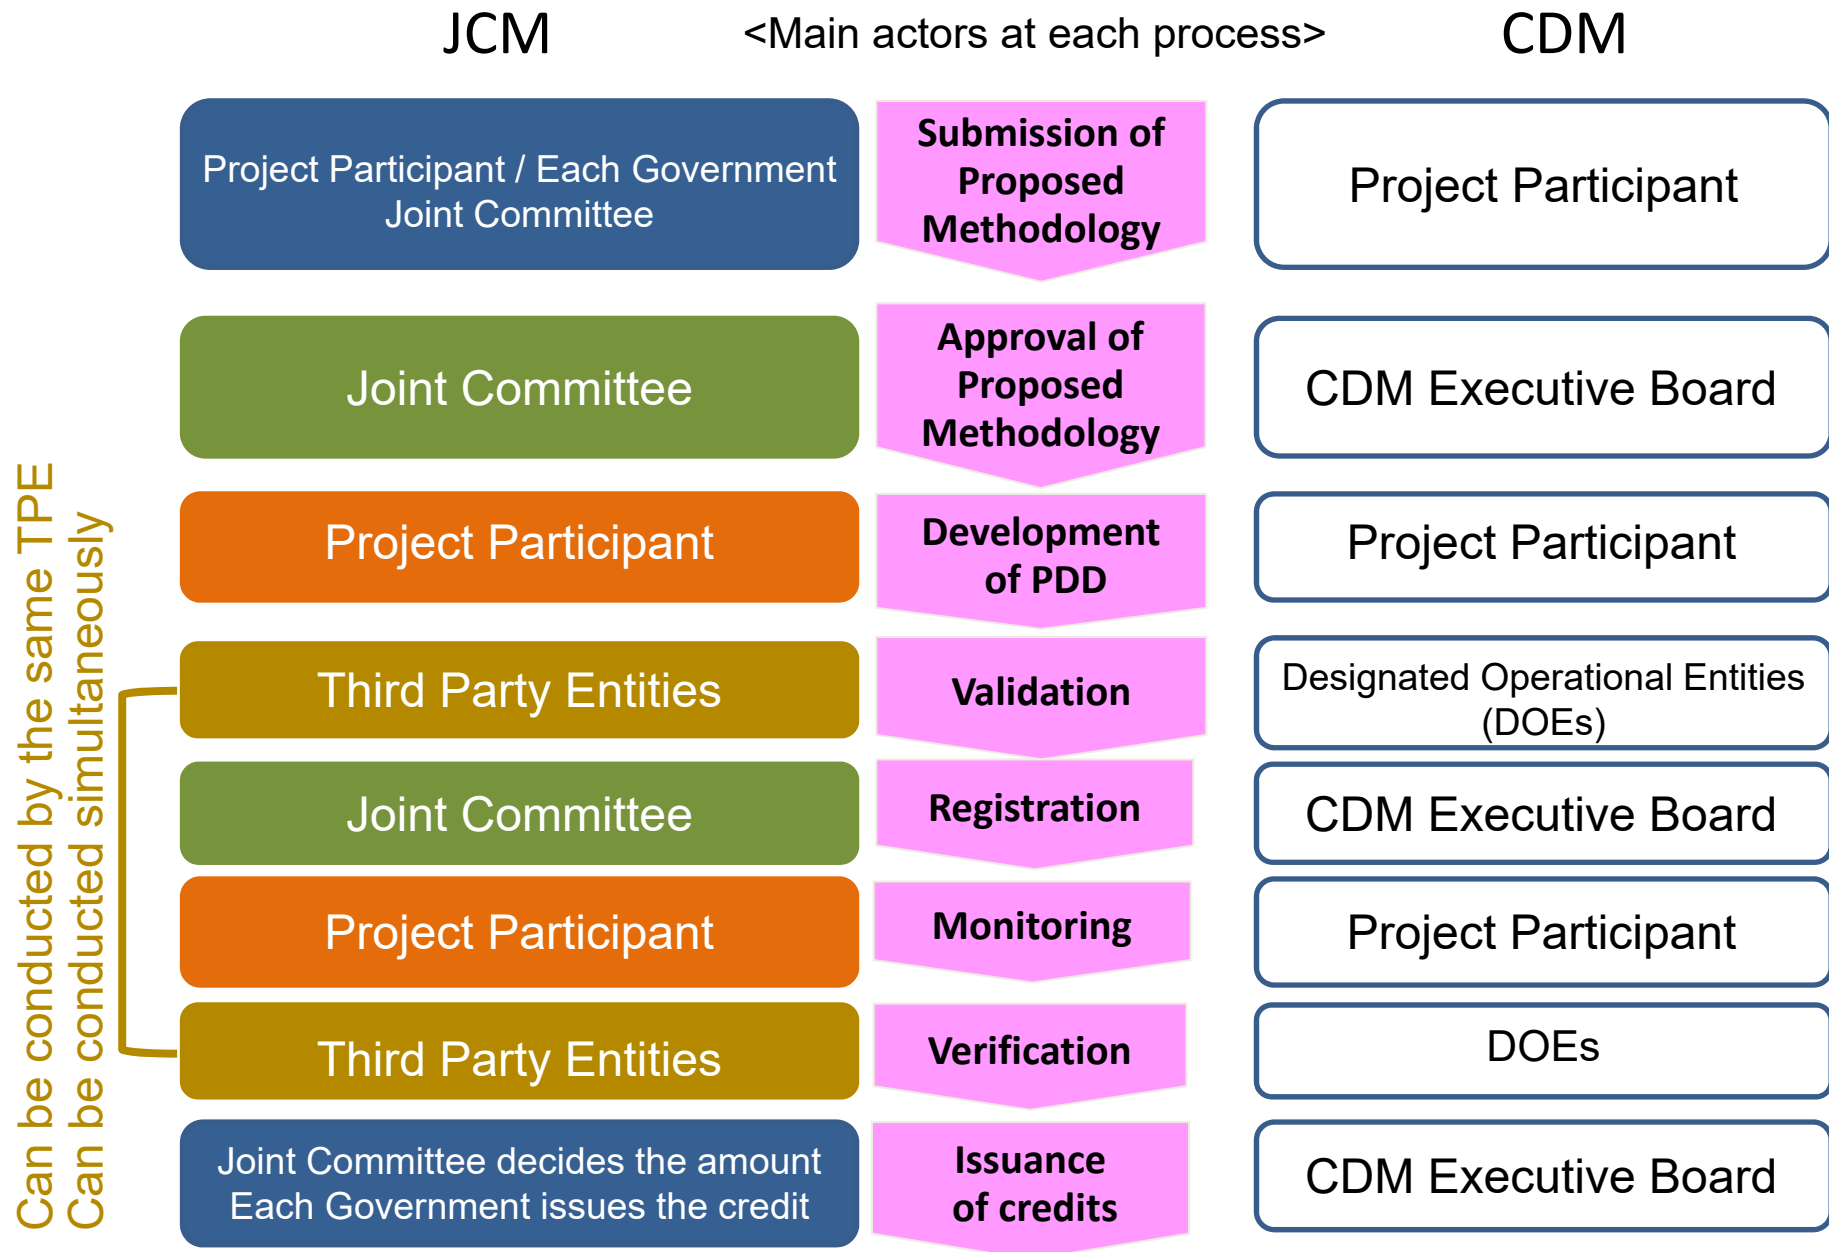 JCM
<Main actors at each process>
CDM
Project Participant / Each Government
Joint Committee
Submission of
Proposed
Methodology
Project Participant
Joint Committee
Approval of
Proposed
Methodology
CDM Executive Board
Project Participant
Development
of PDD
Project Participant
Third Party Entities
Validation
Designated Operational Entities
(DOEs)
Joint Committee
Registration
CDM Executive Board
Project Participant
Monitoring
Project Participant
Third Party Entities
Verification
DOEs
Joint Committee decides the amount
Each Government issues the credit
Issuance
of credits
CDM Executive Board
Can be conducted by the same TPE
Can be conducted simultaneously